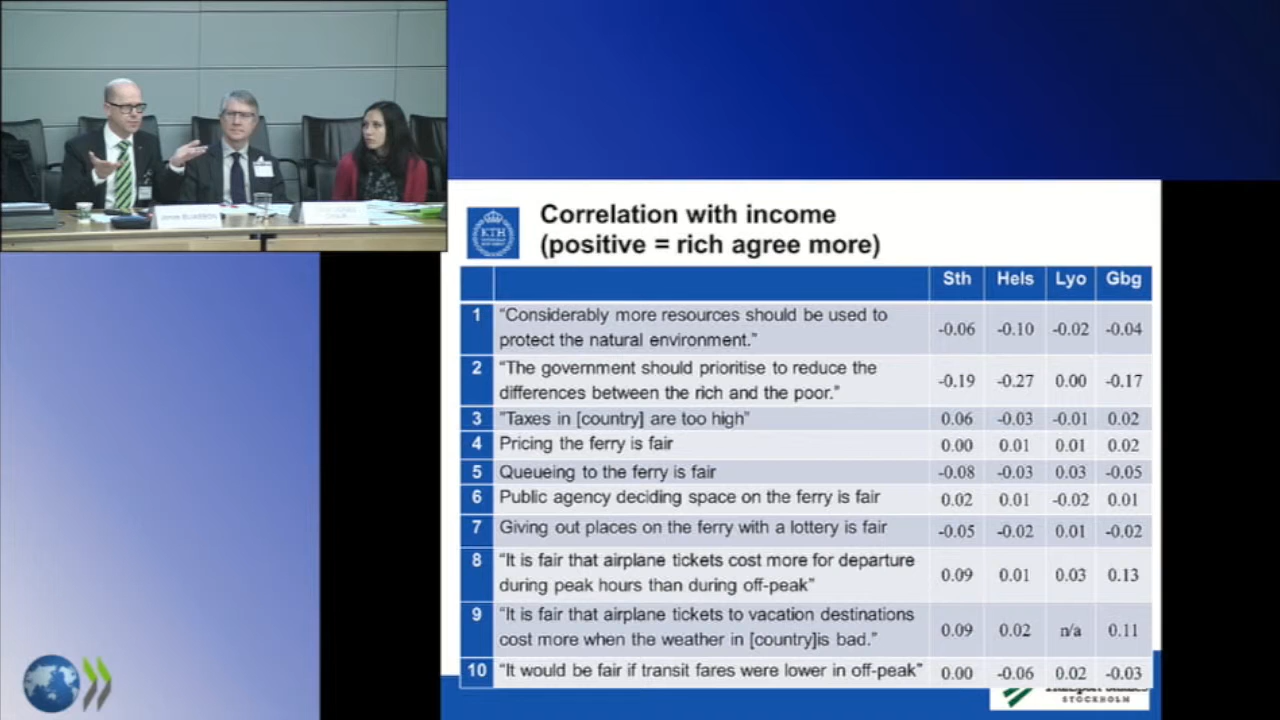 KTH
Correlation with income
(positive = rich agree more)
Sth Hels Lyo Gbg
1 "Considerably more resources should be used to
protect the natural environment." -0.06 -0.10 -0.02 -0.04
2 "The government should prioritise to reduce the
differences between the rich and the poor." -0.19 -0.27 0.00 -0.17
3 "Taxes in [country] are too high" 0.06 -0.03 -0.01 0.02
4 Pricing the ferry is fair 0.00 0.01 0.01 0.02
5 Queueing to the ferry is fair -0.08 -0.03 0.03 -0.05
6 Public agency deciding space on the ferry is fair 0.02 0.01 -0.02 0.01
7 Giving out places on the ferry with a lottery is fair -0.05 -0.02 0.01 -0.02
8 "It is fair that airplane tickets cost more for departure
during peak hours than during off-peak" 0.09 0.01 0.03 0.13
9 "It is fair that airplane tickets to vacation destinations
cost more when the weather in [country]is bad." 0.09 0.02 n/a 0.11
10 "It would be fair if transit fares were lower in off-peak" 0.00 -0.06 0.02 -0.03
STOCKHOLM